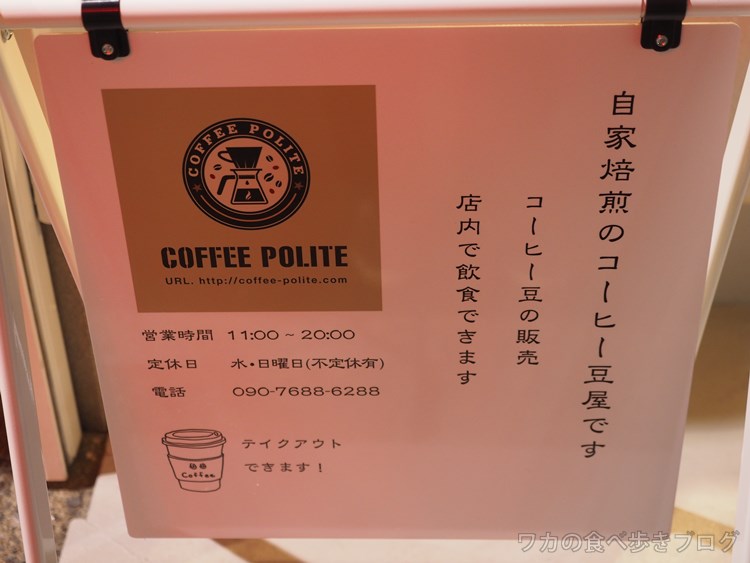 自家焙煎のコーヒー豆屋です
コーヒー豆の販売
店内で飲食できます
COFFEE POLITE
COFFEE POLITE
URL. http://coffee-polite.com
営業時間 11:00 ~ 20:00
定休日 水・日曜日(不定休有)
電話 090-7688-6288
Coffee
テイクアウト
できます!
ワカの食べ歩きブログ